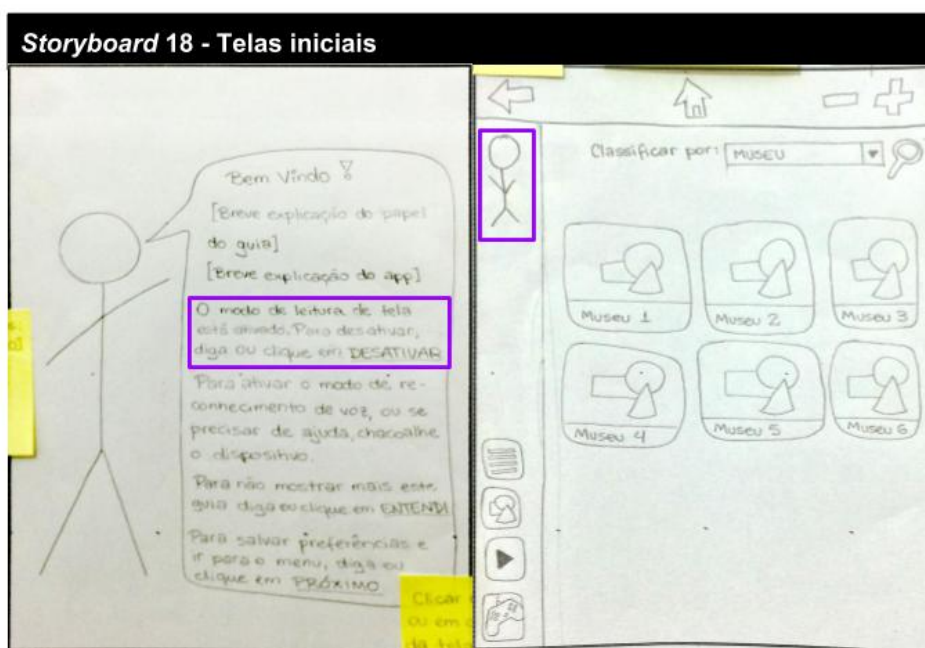 Storyboard 18 - Telas iniciais
Bem Vindo!
[Breve explicação do papel
do guia]
[Breve explicação do app]
O modo de leitura de tela
está ativado. Para desativar,
diga ou clique em DESATIVAR
Para ativar o modo de re-
conhecimento de voz, ou se
precisar de ajuda, chacoalhe
o dispositivo.
Para não mostrar mais este
guia diga ou clique em ENTENDI
Para salvar preferências e
ir para o menu, diga ou
clique em PRÓXIMO
Clicar
ou em
da tela
Classificar por: MUSEU
Museu 1
Museu 2
Museu 3
Museu 4
Museu 5
Museu 6